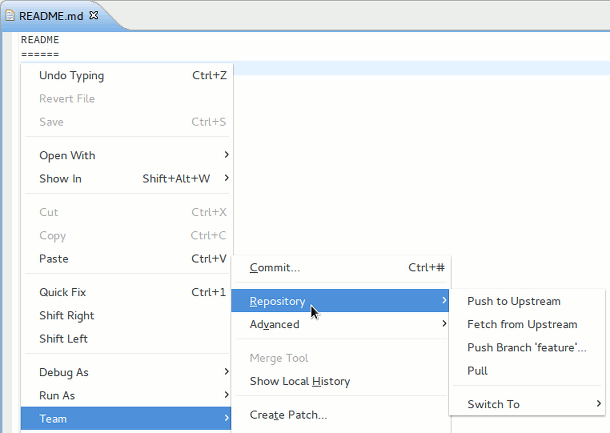 README.md
README
======
Undo Typing Ctrl+Z
Revert File
Save Ctrl+S
Open With
Show In Shift+Alt+W
Cut Ctrl+X
Copy Ctrl+C
Paste Ctrl+V
Quick Fix Ctrl+1
Shift Right
Shift Left
Debug As
Run As
Team
Commit... Ctrl+#
Repository
Advanced
Merge Tool
Show Local History
Create Patch...
Push to Upstream
Fetch from Upstream
Push Branch 'feature'...
Pull
Switch To